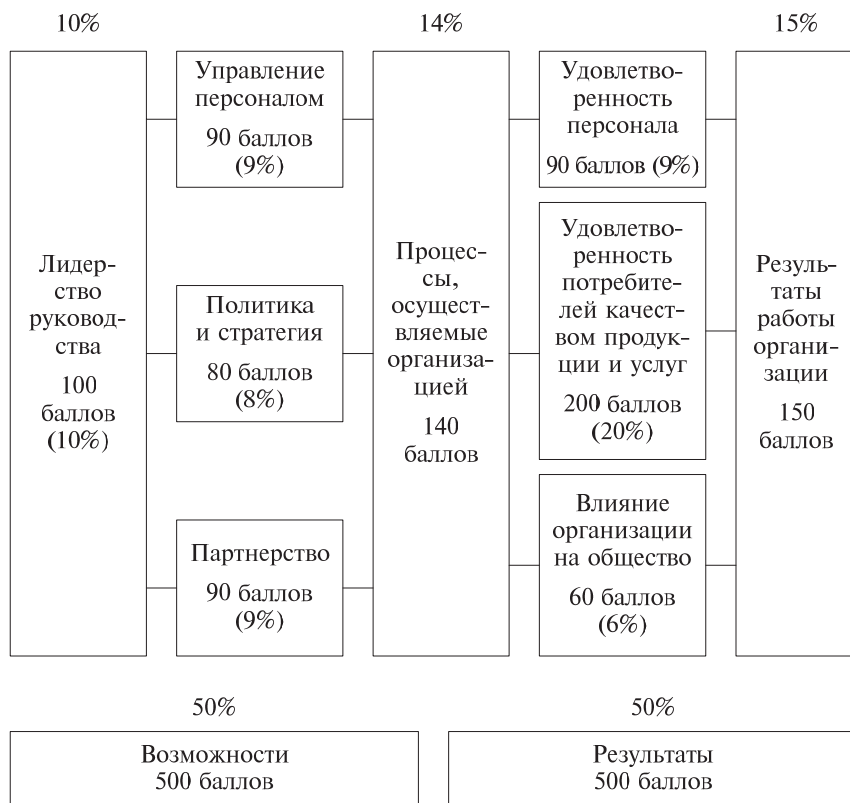 10%
14%
15%
Лидер-
ство
руковод-
ства
100
баллов
(10%)
Управление
персоналом
90 баллов
(9%)
Политика
и стратегия
80 баллов
(8%)
Партнерство
90 баллов
(9%)
Процес-
сы,
осущест-
вляемые
организа-
цией
140
баллов
Удовлетво-
ренность
персонала
90 баллов (9%)
Удовлетво-
ренность
потребите-
лей качест-
вом продук-
ции и услуг
200 баллов
(20%)
Влияние
организации
на общество
60 баллов
(6%)
Резуль-
таты
работы
органи-
зации
150
баллов
50%
50%
Возможности
500 баллов
Результаты
500 баллов